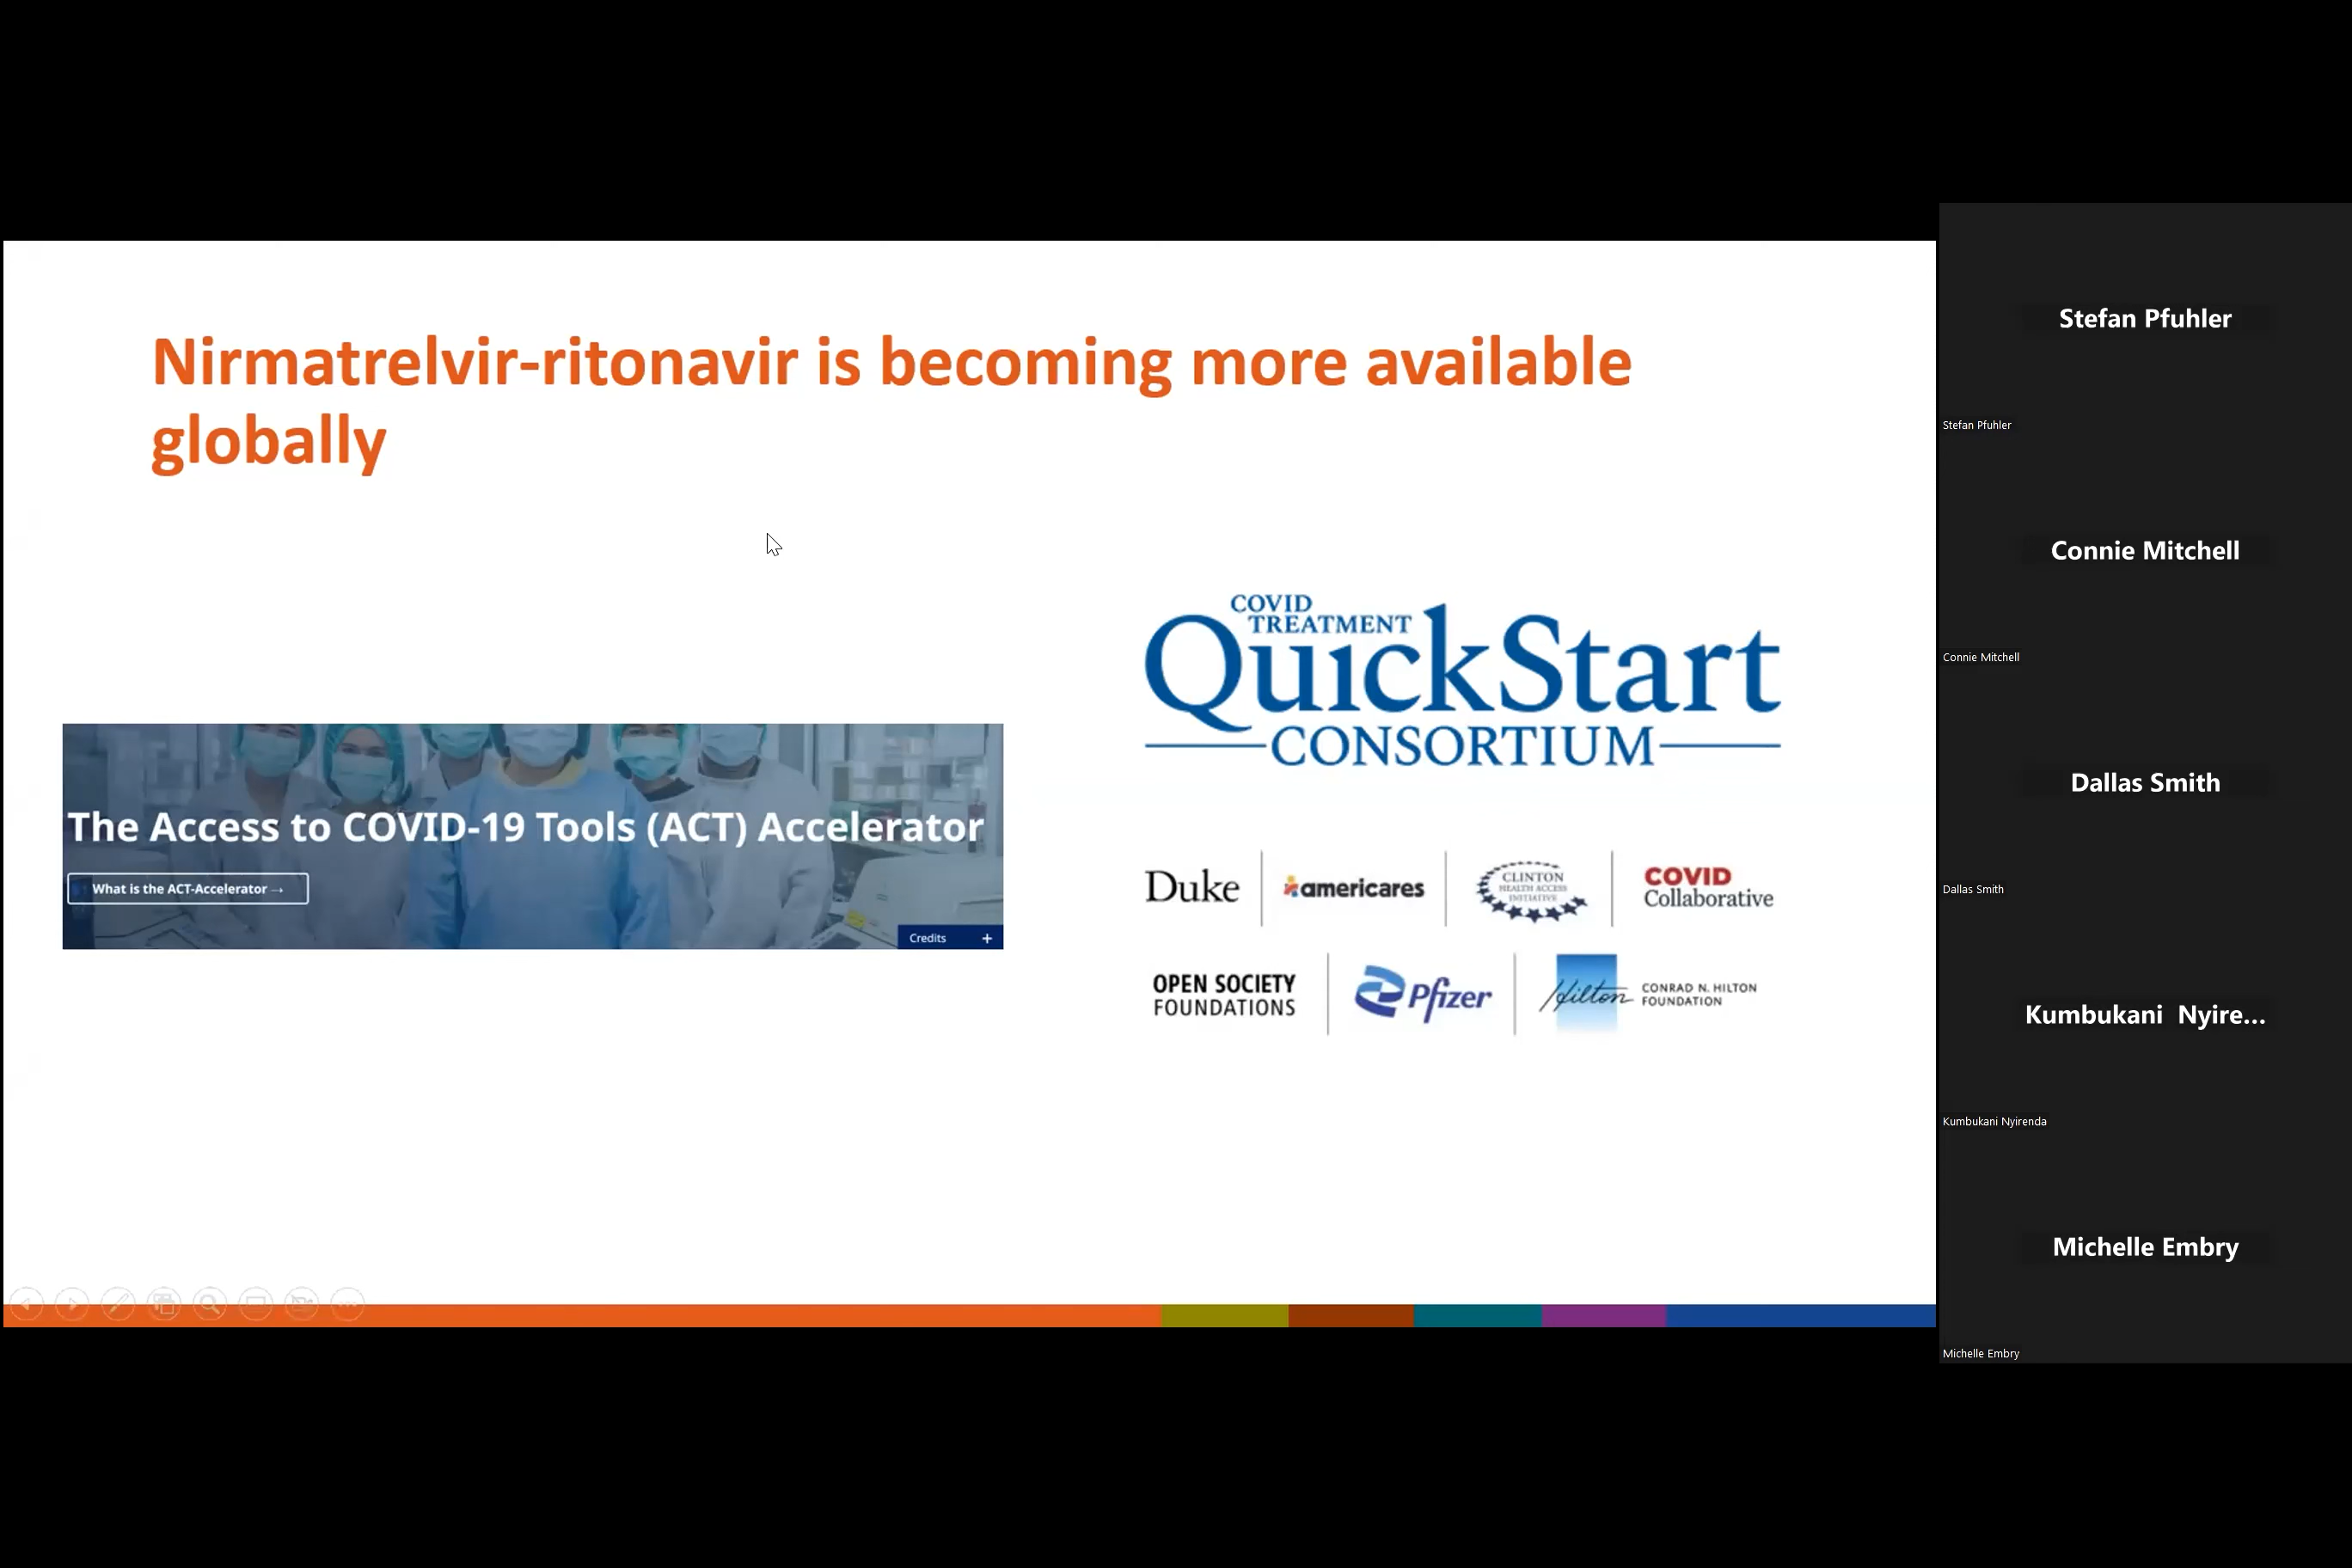 Nirmatrelvir-ritonavir is becoming more available
globally
The Access to COVID-19 Tools (ACT) Accelerator
What is the ACT-Accelerator →
Credits +
COVID
TREATMENT
QuickStart
CONSORTIUM
Duke
americares
CLINTON
HEALTH ACCESS
INITIATIVE
COVID
Collaborative
OPEN SOCIETY
FOUNDATIONS
Pfizer
Hilton
CONRAD N. HILTON
FOUNDATION
Stefan Pfuhler
Stefan Pfuhler
Connie Mitchell
Connie Mitchell
Dallas Smith
Dallas Smith
Kumbukani Nyire...
Kumbukani Nyirenda
Michelle Embry
Michelle Embry